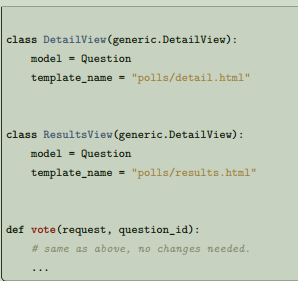 class DetailView(generic.DetailView):
    model = Question
    template_name = "polls/detail.html"
class ResultsView(generic.DetailView):
    model = Question
    template_name = "polls/results.html"
def vote(request, question_id):
    # same as above, no changes needed.
    ...